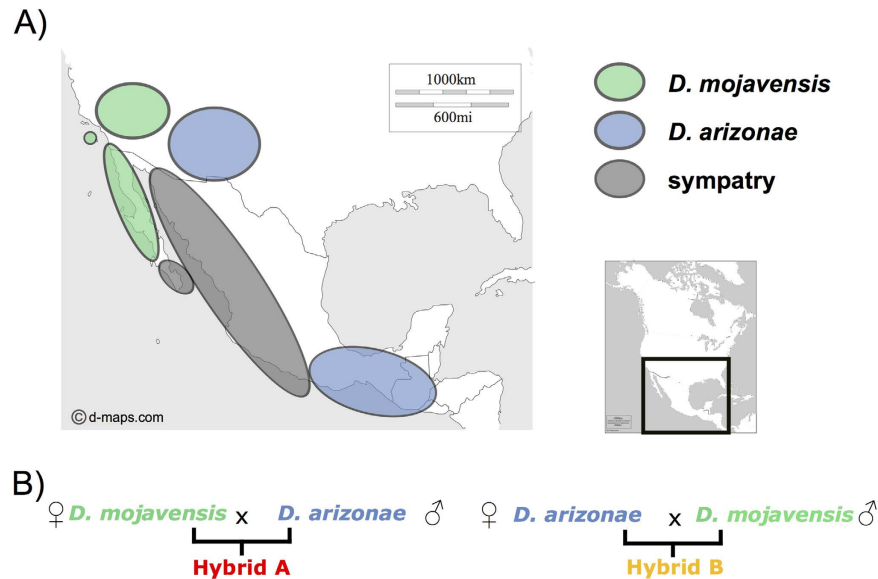 A)
1000km
600mi
D. mojavensis
D. arizonae
sympatry
© d-maps.com
B)
♀ D. mojavensis x D. arizonae ♂
Hybrid A
♀ D. arizonae x D. mojavensis ♂
Hybrid B